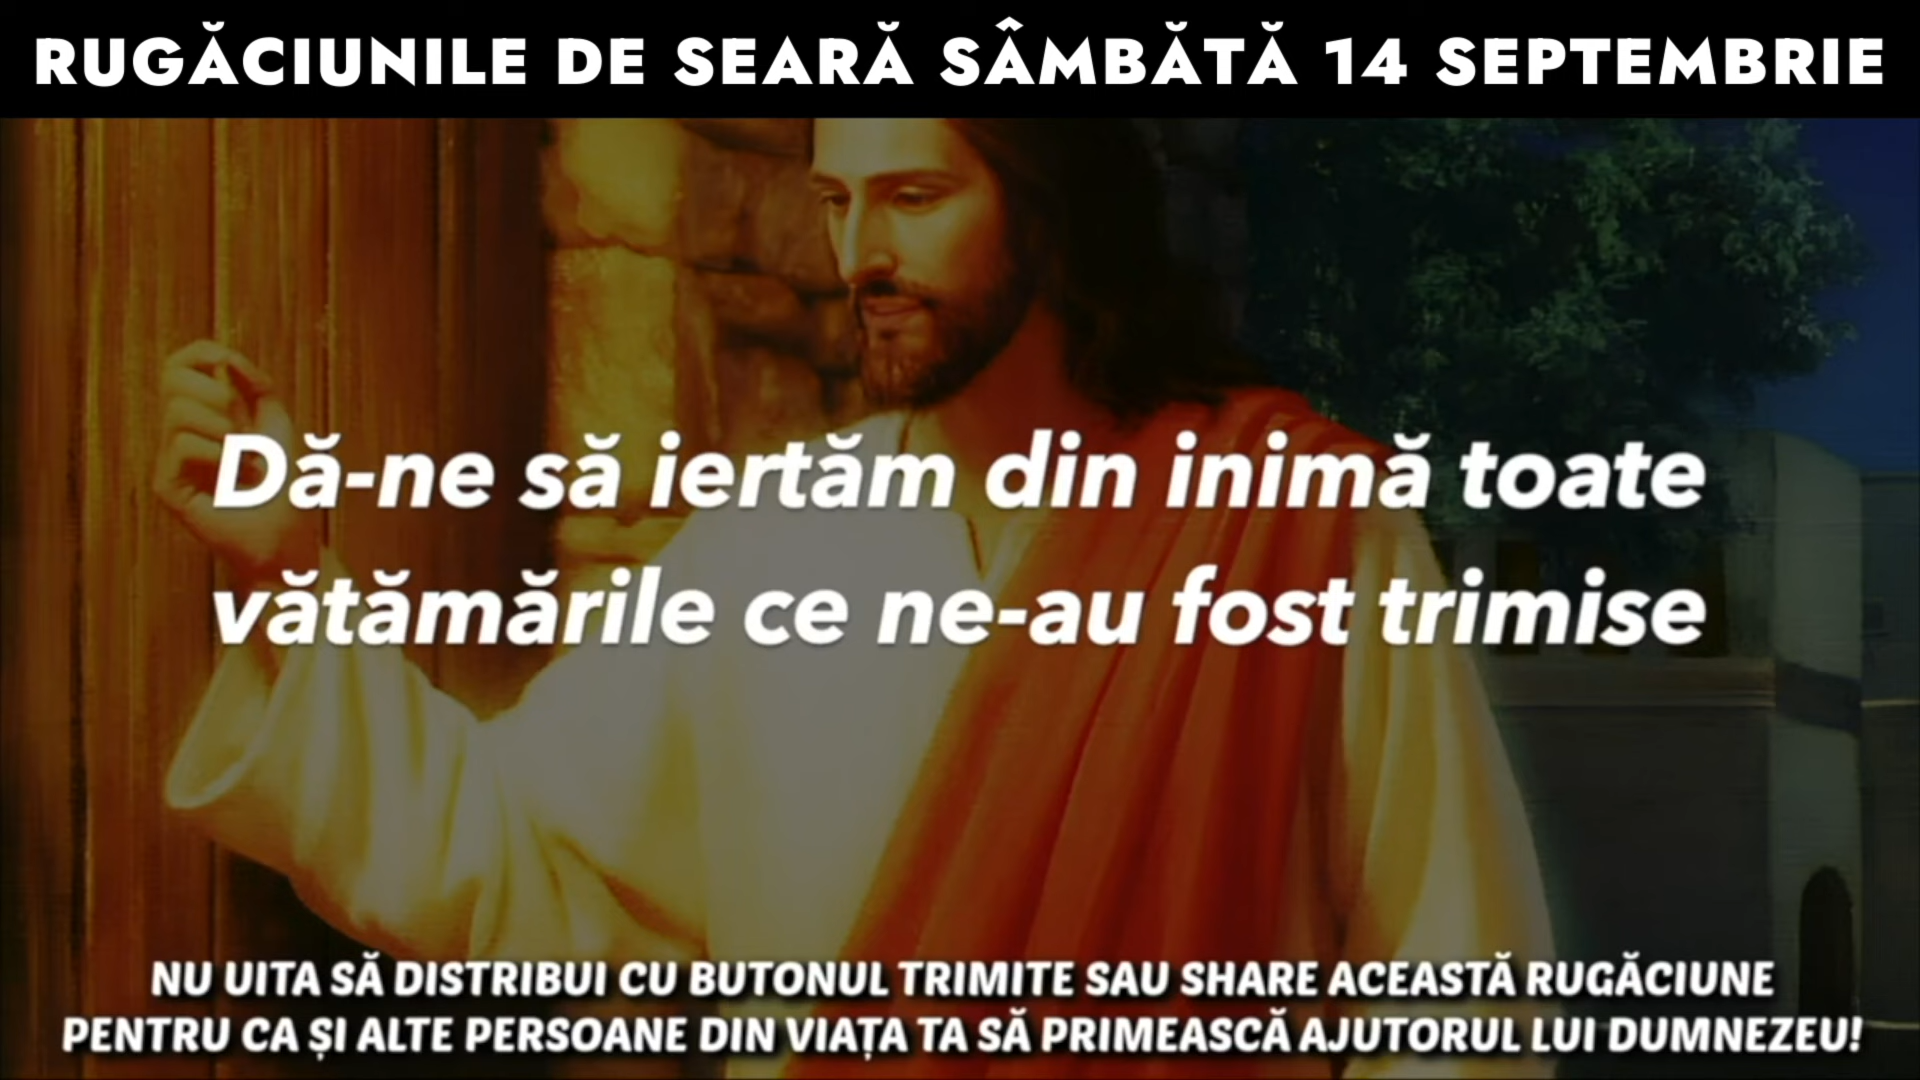 RUGĂCIUNILE DE SEARĂ SÂMBĂTĂ 14 SEPTEMBRIE
Dă-ne să iertăm din inimă toate
vătămările ce ne-au fost trimise
NU UITA SĂ DISTRIBUI CU BUTONUL TRIMITE SAU SHARE ACEASTĂ RUGĂCIUNE
PENTRU CA ȘI ALTE PERSOANE DIN VIAȚA TA SĂ PRIMEASCĂ AJUTORUL LUI DUMNEZEU!